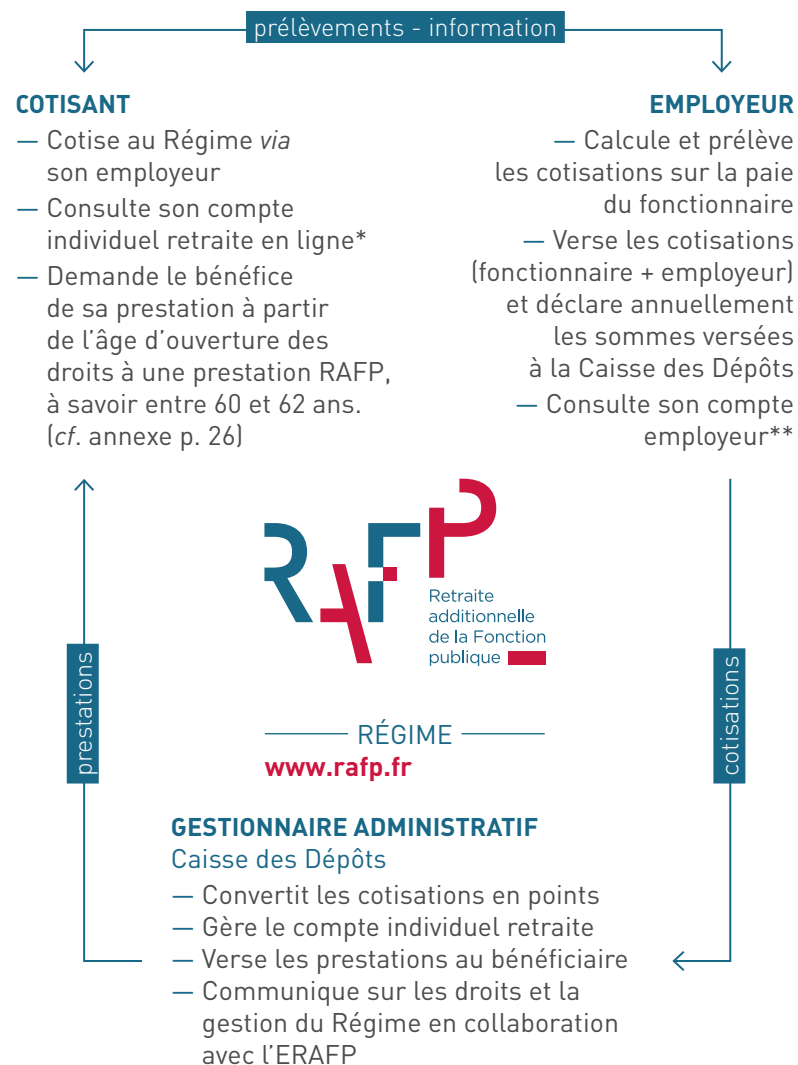 prélèvements - information
COTISANT
— Cotise au Régime via
son employeur
— Consulte son compte
individuel retraite en ligne*
— Demande le bénéfice
de sa prestation à partir
de l’âge d’ouverture des
droits à une prestation RAFP,
à savoir entre 60 et 62 ans.
(cf. annexe p. 26)
EMPLOYEUR
— Calcule et prélève
les cotisations sur la paie
du fonctionnaire
— Verse les cotisations
(fonctionnaire + employeur)
et déclare annuellement
les sommes versées
à la Caisse des Dépôts
— Consulte son compte
employeur**
RAFP
Retraite
additionnelle
de la Fonction
publique
prestations
cotisations
RÉGIME
www.rafp.fr
GESTIONNAIRE ADMINISTRATIF
Caisse des Dépôts
— Convertit les cotisations en points
— Gère le compte individuel retraite
— Verse les prestations au bénéficiaire
— Communique sur les droits et la
gestion du Régime en collaboration
avec l’ERAFP